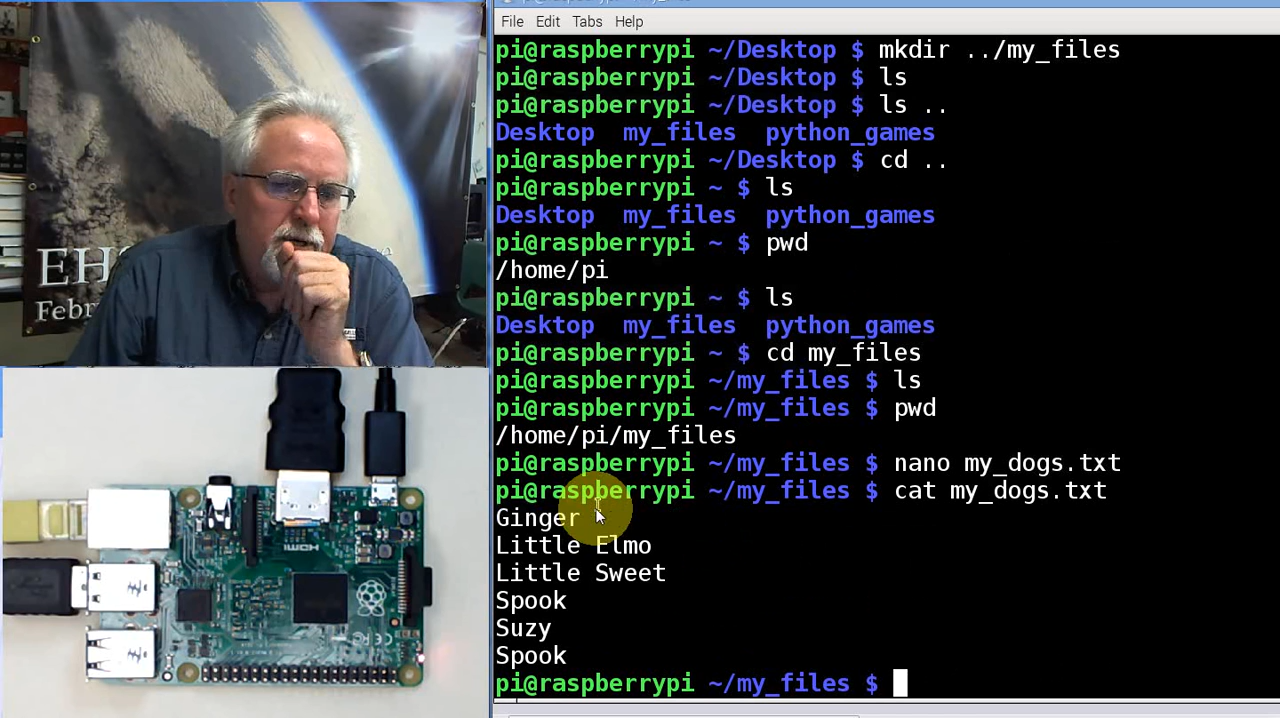 File Edit Tabs Help
pi@raspberrypi ~/Desktop $ mkdir ../my_files
pi@raspberrypi ~/Desktop $ ls
pi@raspberrypi ~/Desktop $ ls ..
Desktop my_files python_games
pi@raspberrypi ~/Desktop $ cd ..
pi@raspberrypi ~ $ ls
Desktop my_files python_games
pi@raspberrypi ~ $ pwd
/home/pi
pi@raspberrypi ~ $ ls
Desktop my_files python_games
pi@raspberrypi ~ $ cd my_files
pi@raspberrypi ~/my_files $ ls
pi@raspberrypi ~/my_files $ pwd
/home/pi/my_files
pi@raspberrypi ~/my_files $ nano my_dogs.txt
pi@raspberrypi ~/my_files $ cat my_dogs.txt
Ginger
Little Elmo
Little Sweet
Spook
Suzy
Spook
pi@raspberrypi ~/my_files $
EH
Febr
HDMI